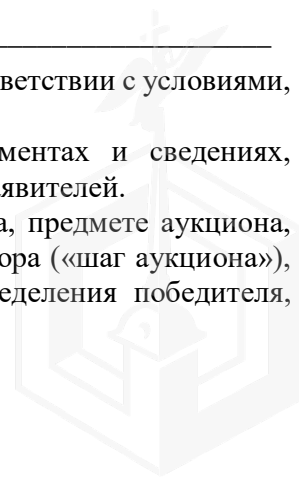 ветствии с условиями,
ментах и сведениях,
явителей.
а, предмете аукциона,
ора («шаг аукциона»),
еделения победителя,